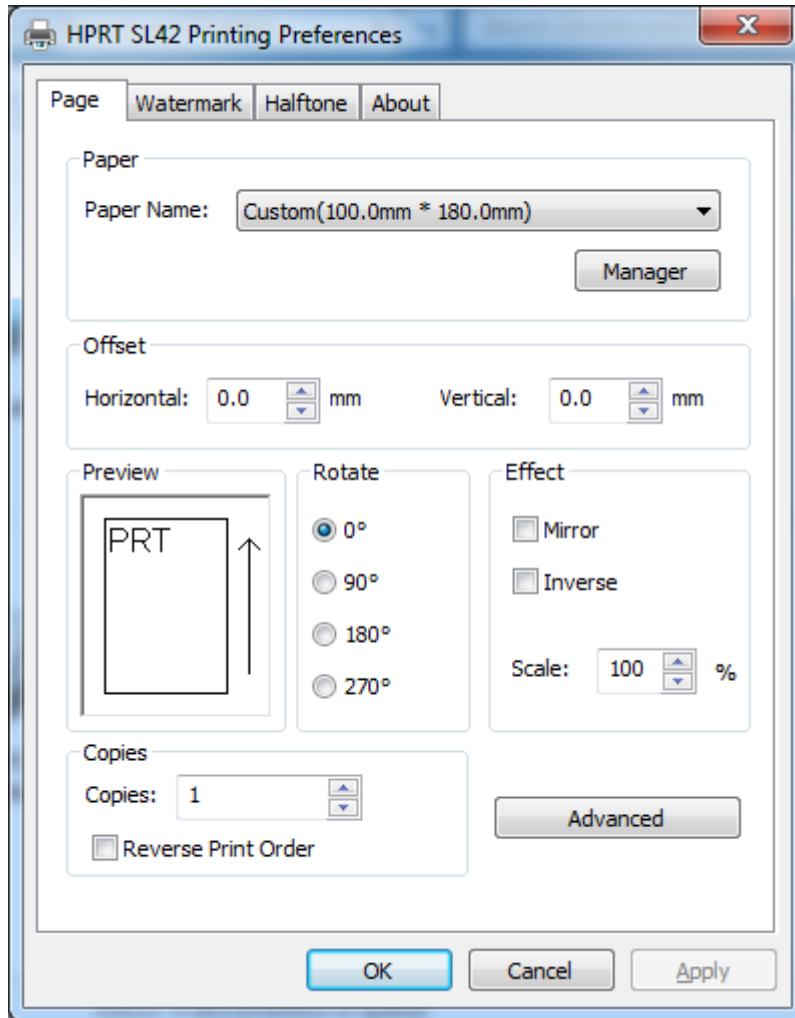 HPRT SL42 Printing Preferences
Page Watermark Halftone About
Paper
Paper Name: Custom(100.0mm * 180.0mm)
Manager
Offset
Horizontal: 0.0 mm Vertical: 0.0 mm
Preview
PRT
Rotate
0°
90°
180°
270°
Effect
Mirror
Inverse
Scale: 100 %
Copies
Copies: 1
Reverse Print Order
Advanced
OK Cancel Apply